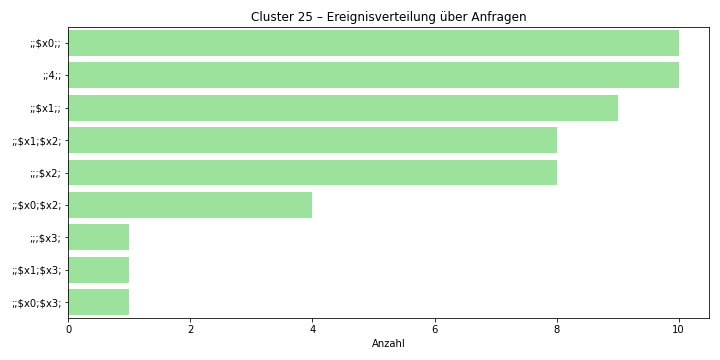 Cluster 25 – Ereignisverteilung über Anfragen
;;$x0;;
;;4;;
;;$x1;;
;;$x1;$x2;
;;;$x2;
;;$x0;$x2;
;;;$x3;
;;$x1;$x3;
;;$x0;$x3;
0 2 4 6 8 10
Anzahl